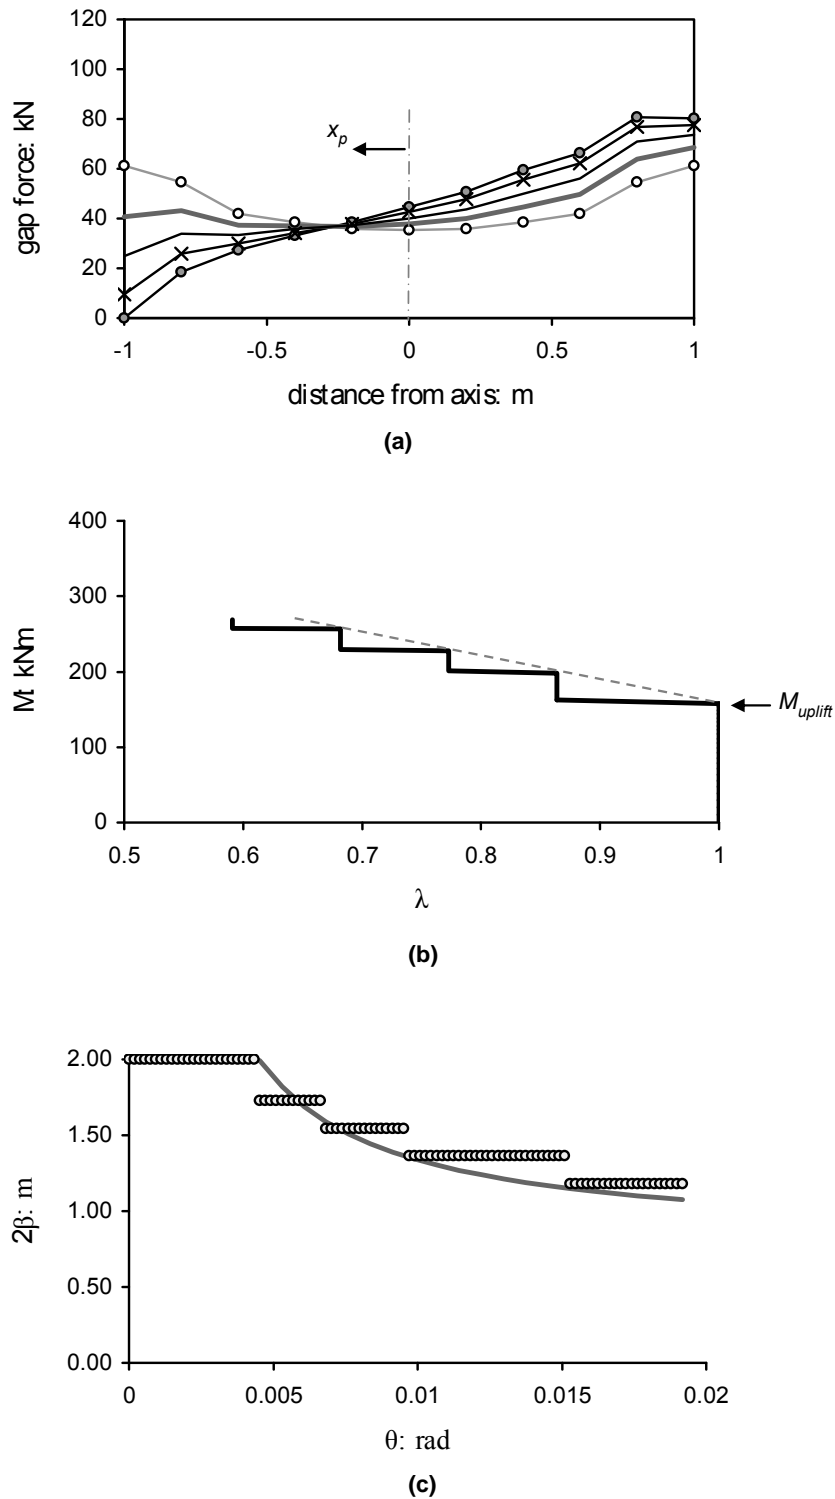 120
100
80
60
40
20
0
gap force: kN
x_p
-1 -0.5 0 0.5 1
distance from axis: m
(a)
400
300
200
100
0
M: kNm
M_uplift
0.5 0.6 0.7 0.8 0.9 1
λ
(b)
2.00
1.50
1.00
0.50
0.00
2β: m
0 0.005 0.01 0.015 0.02
θ: rad
(c)